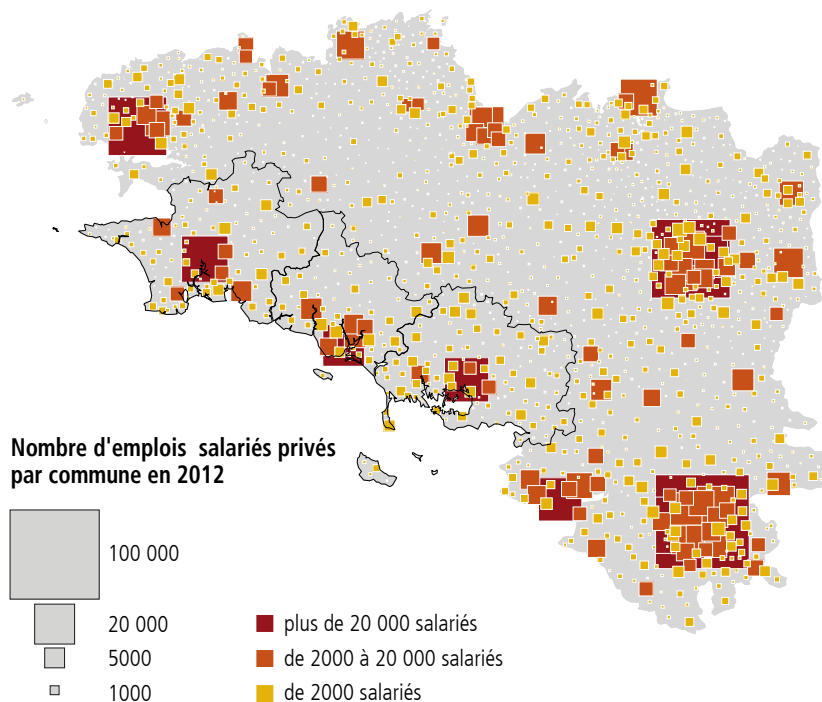 Nombre d'emplois salariés privés
par commune en 2012
100 000
20 000
5000
1000
plus de 20 000 salariés
de 2000 à 20 000 salariés
de 2000 salariés